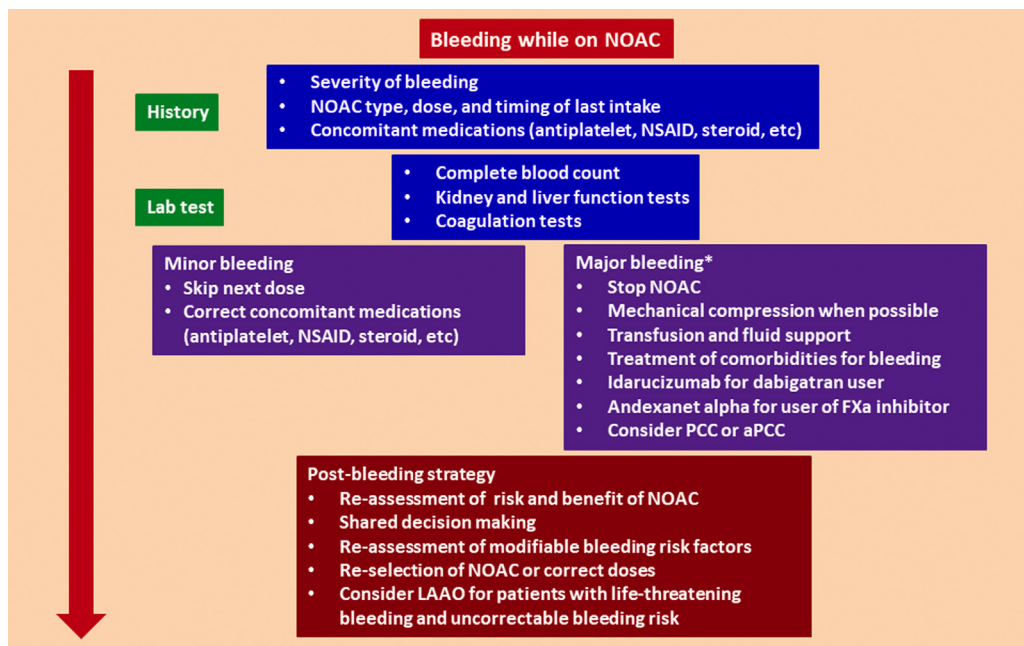 Bleeding while on NOAC
History
• Severity of bleeding
• NOAC type, dose, and timing of last intake
• Concomitant medications (antiplatelet, NSAID, steroid, etc)
Lab test
• Complete blood count
• Kidney and liver function tests
• Coagulation tests
Minor bleeding
• Skip next dose
• Correct concomitant medications
(antiplatelet, NSAID, steroid, etc)
Major bleeding*
• Stop NOAC
• Mechanical compression when possible
• Transfusion and fluid support
• Treatment of comorbidities for bleeding
• Idarucizumab for dabigatran user
• Andexanet alpha for user of FXa inhibitor
• Consider PCC or aPCC
Post-bleeding strategy
• Re-assessment of risk and benefit of NOAC
• Shared decision making
• Re-assessment of modifiable bleeding risk factors
• Re-selection of NOAC or correct doses
• Consider LAAO for patients with life-threatening
bleeding and uncorrectable bleeding risk